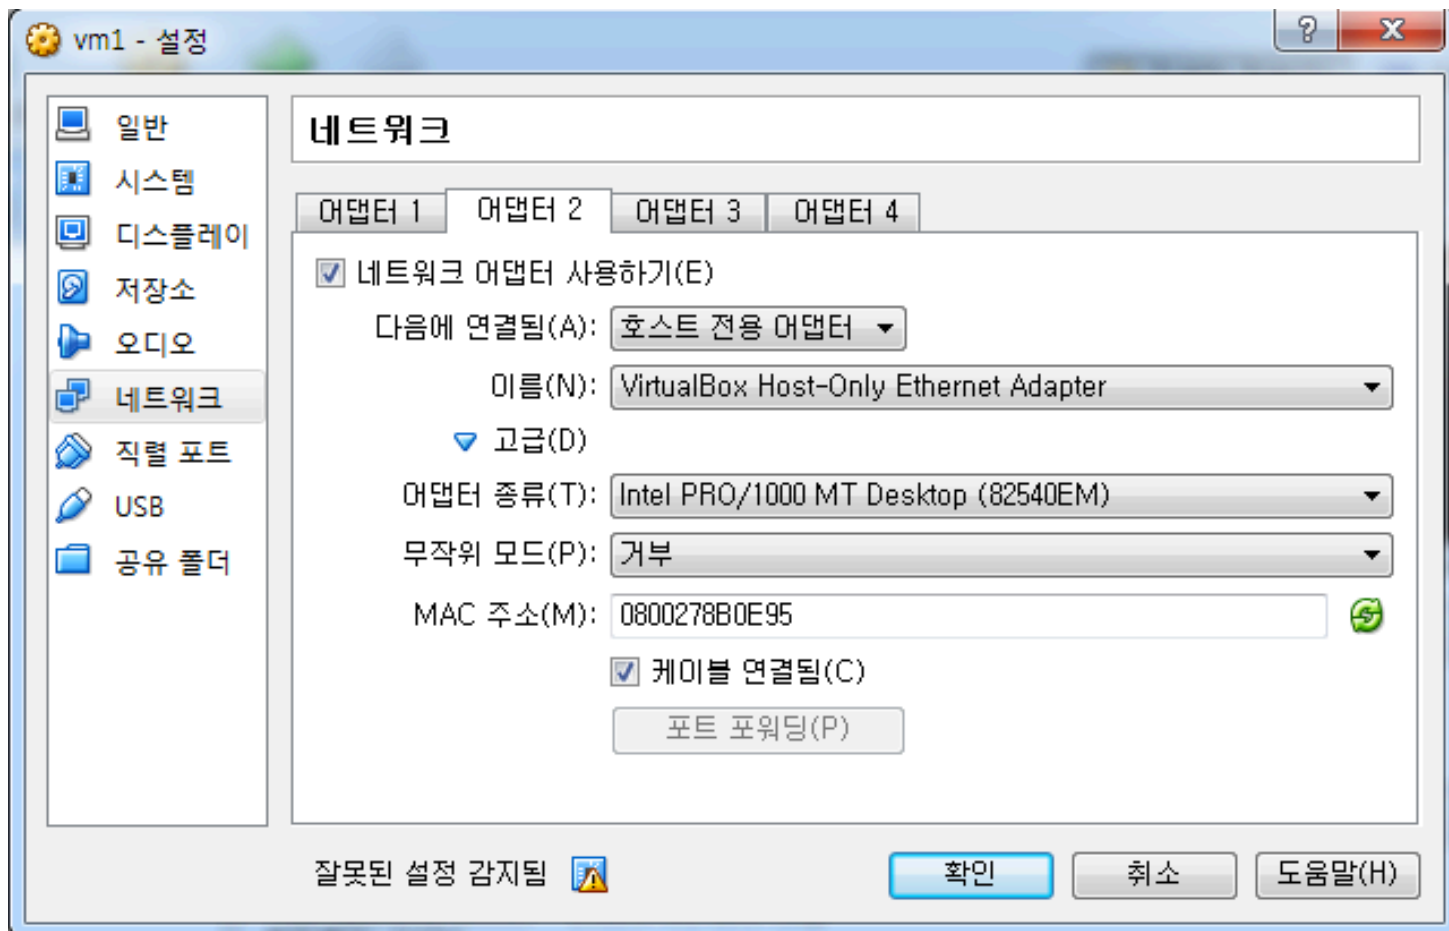 vm1 - 설정
일반
시스템
디스플레이
저장소
오디오
네트워크
직렬 포트
USB
공유 폴더
네트워크
어댑터 1 어댑터 2 어댑터 3 어댑터 4
네트워크 어댑터 사용하기(E)
다음에 연결됨(A): 호스트 전용 어댑터
이름(N): VirtualBox Host-Only Ethernet Adapter
고급(D)
어댑터 종류(T): Intel PRO/1000 MT Desktop (82540EM)
무작위 모드(P): 거부
MAC 주소(M): 0800278B0E95
케이블 연결됨(C)
포트 포워딩(P)
잘못된 설정 감지됨 확인 취소 도움말(H)